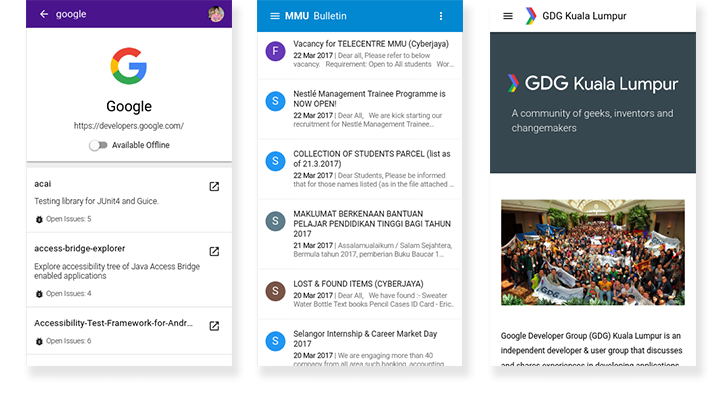 google
Google
https://developers.google.com/
Available Offline
acai
Testing library for JUnit4 and Guice.
Open Issues: 5
access-bridge-explorer
Explore accessibility tree of Java Access Bridge
enabled applications
Open Issues: 4
Accessibility-Test-Framework-for-Andr...
Open Issues: 6
MMU Bulletin
F
Vacancy for TELECENTRE MMU (Cyberjaya)
22 Mar 2017 | Dear all, Please refer to below
vacancy. Requirement: Open to All students Wor...
S
Nestlé Management Trainee Programme is
NOW OPEN!
22 Mar 2017 | Dear All, We are kick starting our
recruitment for Nestlé Management Trainee...
S
COLLECTION OF STUDENTS PARCEL (list as
of 21.3.2017)
22 Mar 2017 | Dear Students, Please be informed
that for those names listed (as in the file attached ...
S
MAKLUMAT BERKENAAN BANTUAN
PELAJAR PENDIDIKAN TINGGI BAGI TAHUN
2017
21 Mar 2017 | Assalamualaikum / Salam Sejahtera,
Bermula tahun 2017, pemberian Buku Baucar 1...
S
LOST & FOUND ITEMS (CYBERJAYA)
20 Mar 2017 | Dear All, We have found :- Sweater
Water Bottle Text books Pencil Cases ID Card - Eric...
S
Selangor Internship & Career Market Day
2017
20 Mar 2017 | We are engaging more than 40
company from all area such banking, accounting
GDG Kuala Lumpur
GDG Kuala Lumpur
A community of geeks, inventors and
changemakers
GDG
Google Developer Group (GDG) Kuala Lumpur is an
independent developer & user group that discusses
and shares experiences in developing applications